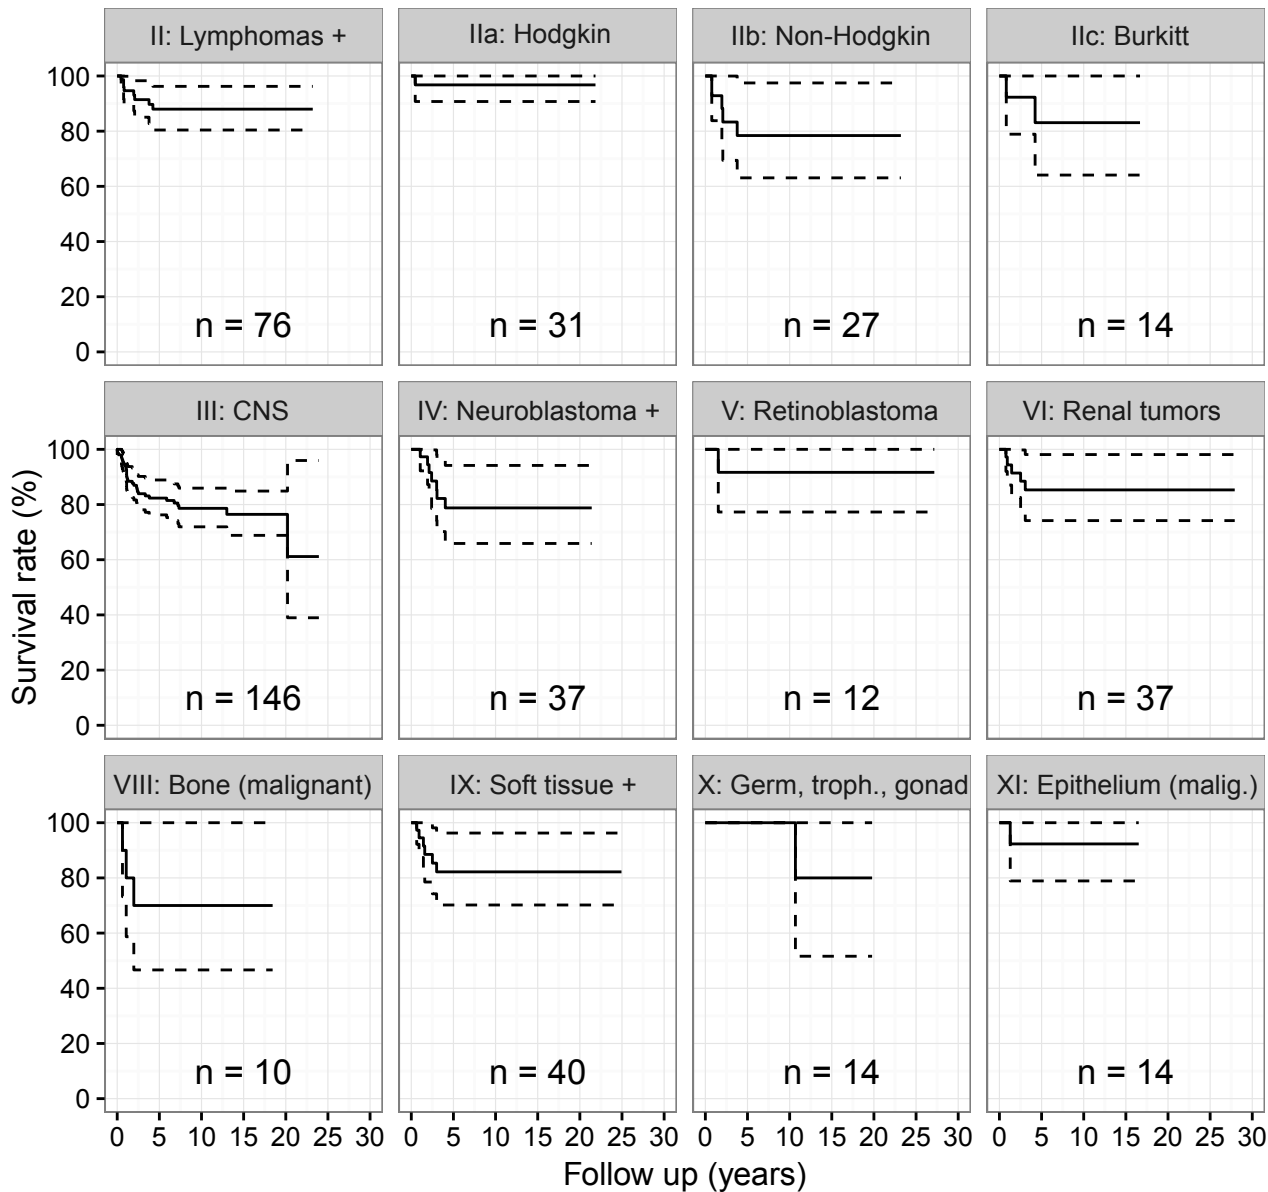 II: Lymphomas +
IIa: Hodgkin
IIb: Non-Hodgkin
IIc: Burkitt
100
80
60
40
20
0
n = 76
n = 31
n = 27
n = 14
III: CNS
IV: Neuroblastoma +
V: Retinoblastoma
VI: Renal tumors
Survival rate (%)
100
80
60
40
20
0
n = 146
n = 37
n = 12
n = 37
VIII: Bone (malignant)
IX: Soft tissue +
X: Germ, troph., gonad
XI: Epithelium (malig.)
100
80
60
40
20
0
n = 10
n = 40
n = 14
n = 14
0 5 10 15 20 25 30
0 5 10 15 20 25 30
0 5 10 15 20 25 30
0 5 10 15 20 25 30
Follow up (years)